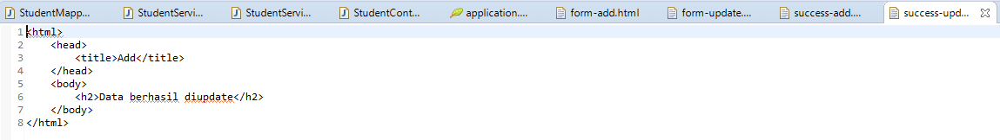 StudentMapp... StudentServi... StudentServi... StudentCont... application.... form-add.html form-update.... success-add.... success-upd...
1 <html>
2 <head>
3 <title>Add</title>
4 </head>
5 <body>
6 <h2>Data berhasil diupdate</h2>
7 </body>
8 </html>